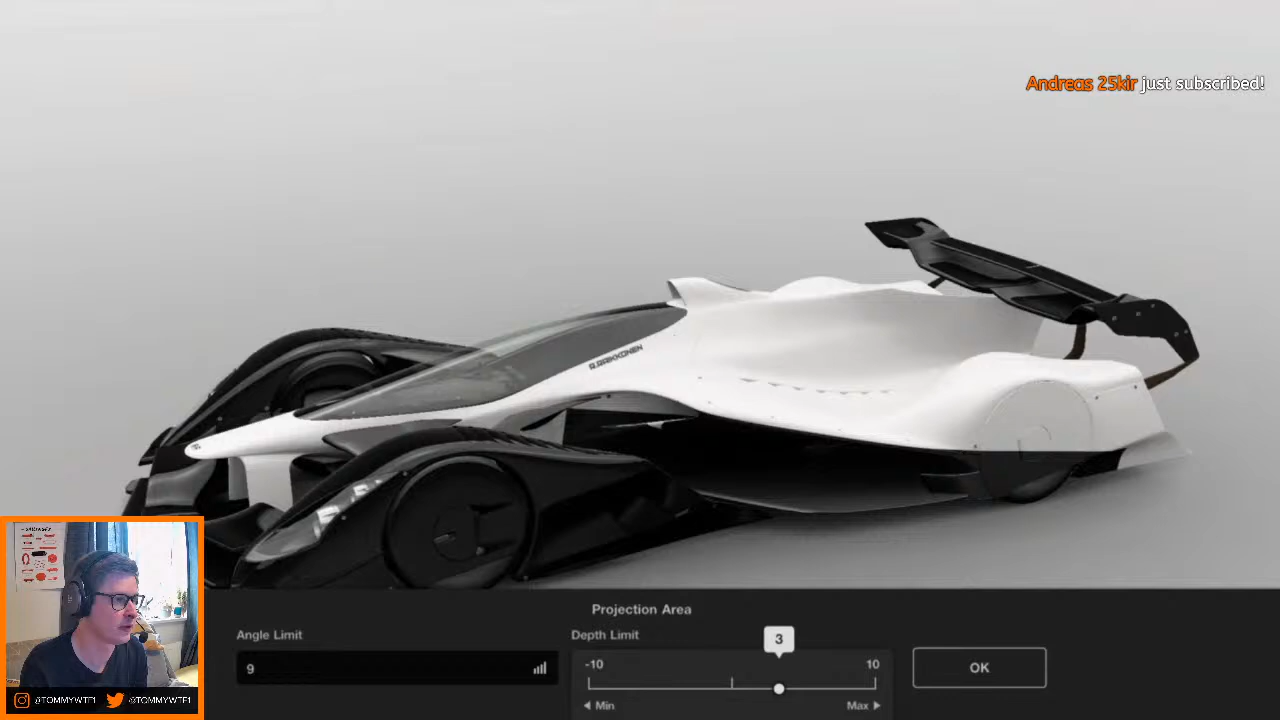 Andreas 25kir just subscribed!
R.RAIKKONEN
Projection Area
Angle Limit
Depth Limit
3
9
-10
10
OK
Min
Max
@TOMMYWTF1
@TOMMYWTF1